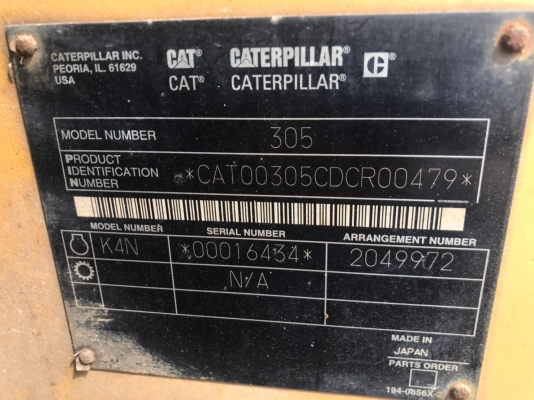 CATERPILLAR INC. CAT® CATERPILLAR®
PEORIA, IL. 61629 CAT® CATERPILLAR®
USA
MODEL NUMBER 305
PRODUCT
IDENTIFICATION *CAT00305CDCR00479*
NUMBER
MODEL NUMBER SERIAL NUMBER ARRANGEMENT NUMBER
K4N *00016434* 2049972
N/A
MADE IN
JAPAN
PARTS ORDER